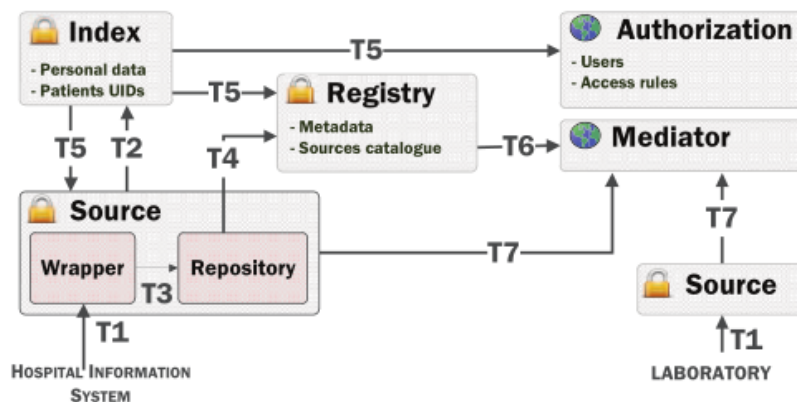 Index
- Personal data
- Patients UIDs
T5
Authorization
- Users
- Access rules
T5
Registry
- Metadata
- Sources catalogue
T5
T2
T4
T6
Mediator
Source
Wrapper
T3
Repository
T7
T7
Source
T1
T1
HOSPITAL INFORMATION
SYSTEM
LABORATORY